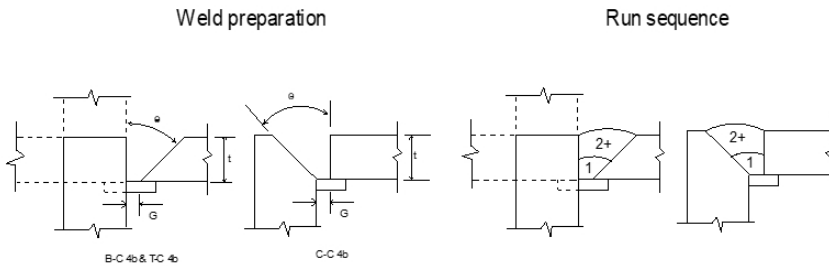 Weld preparation
Run sequence
θ
t
G
B-C 4b & T-C 4b
θ
t
G
C-C 4b
2+
1
2+
1